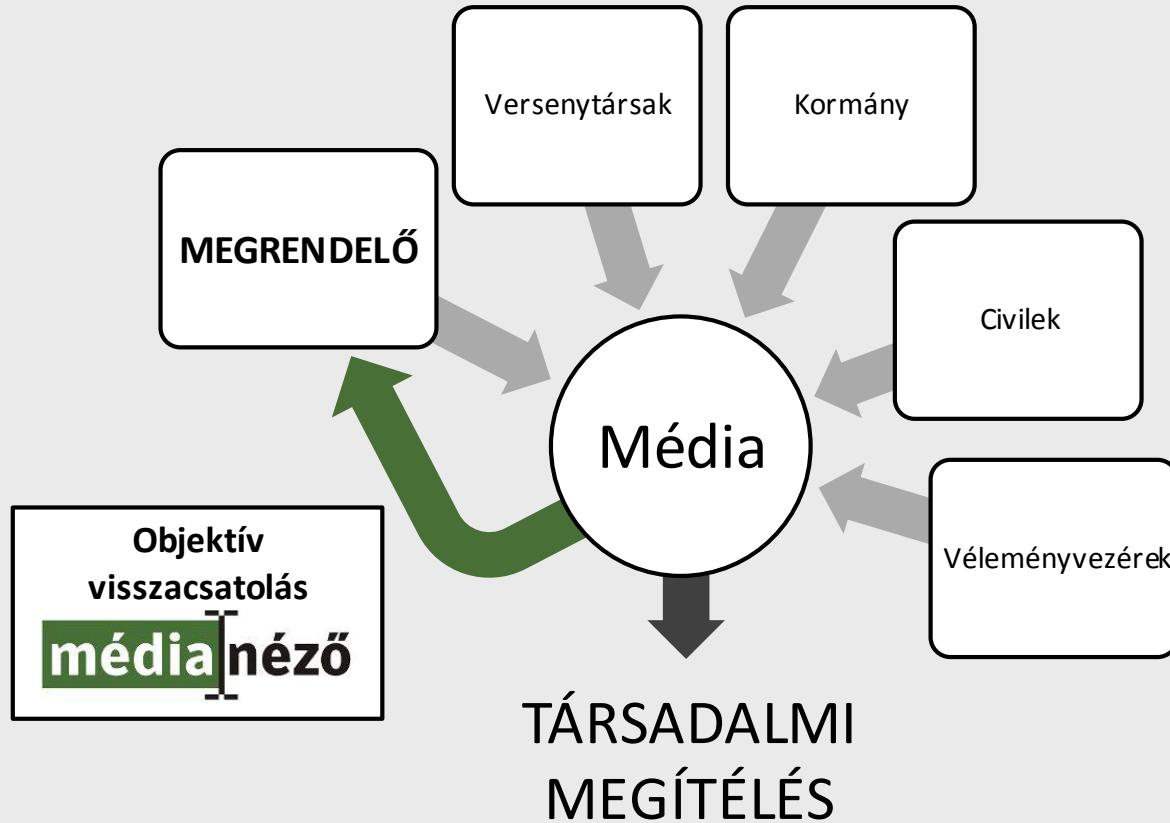 Versenytársak
Kormány
MEGRENDELŐ
Civilek
Média
Véleményvezérek
Objektív
visszacsatolás
média néző
TÁRSADALMI
MEGÍTÉLÉS